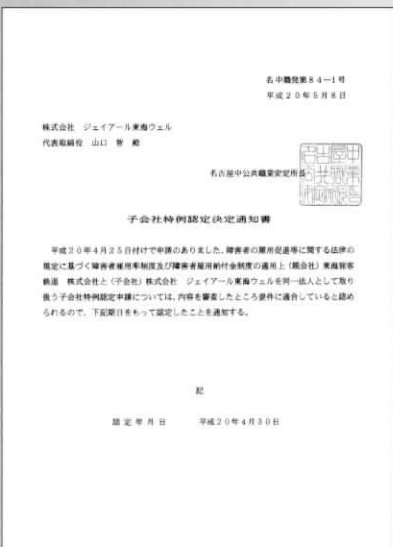 名中職発第84－1号
平成20年5月8日
株式会社　ジェイアール東海ウェル
代表取締役　山口　智　殿
名古屋中公共職業安定所長
子会社特例認定決定通知書
平成20年4月25日付けで申請のありました、障害者の雇用促進等に関する法律の
規定に基づく障害者雇用率制度及び障害者雇用納付金制度の適用上（親会社）東海旅客
鉄道　株式会社と（子会社）株式会社　ジェイアール東海ウェルを同一法人として取り
扱う子会社特例認定申請については、内容を審査したところ要件に適合していると認め
られるので、下記期日をもって認定したことを通知する。
記
認定年月日　平成20年4月30日